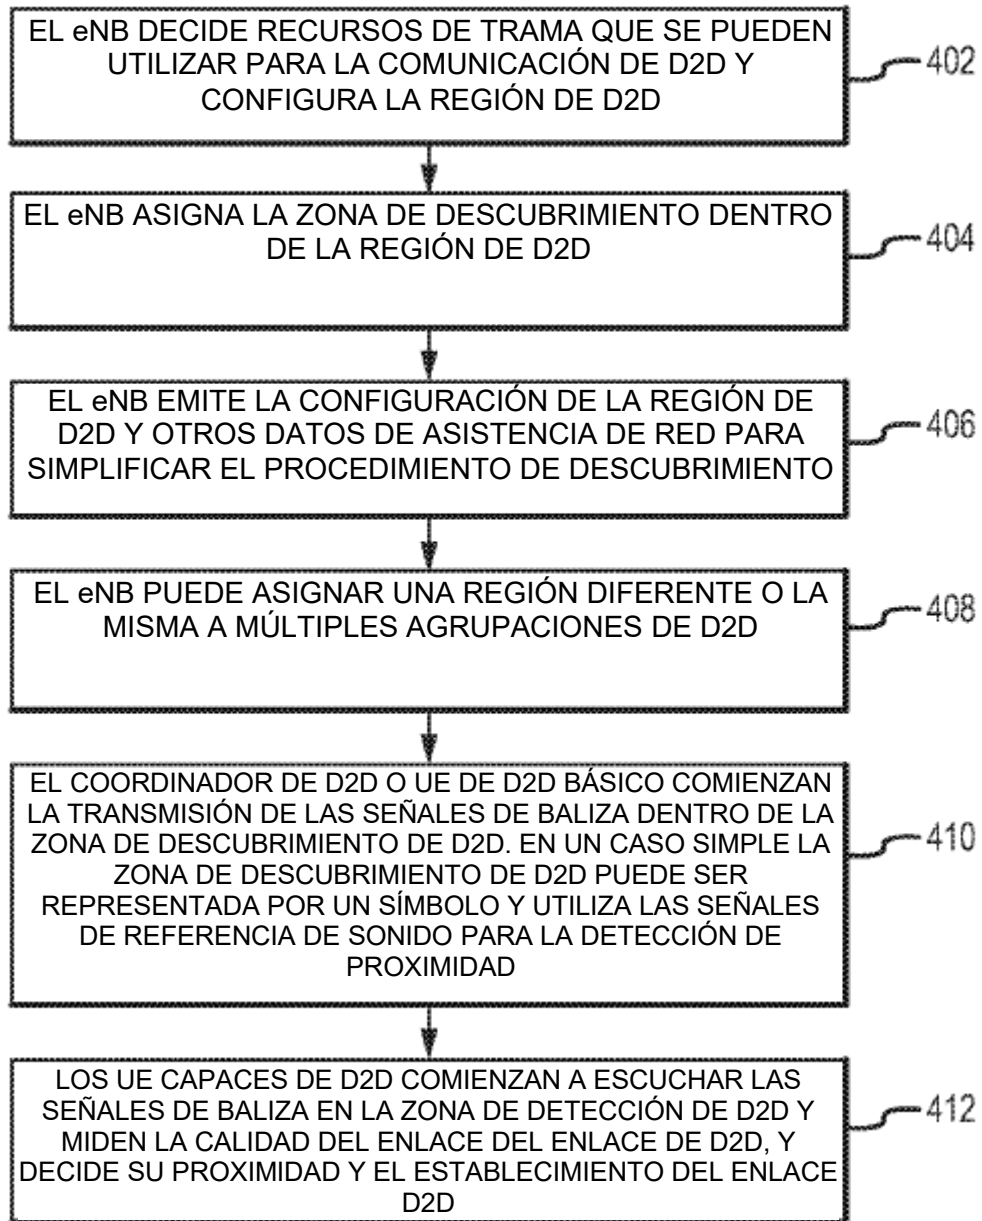 EL eNB DECIDE RECURSOS DE TRAMA QUE SE PUEDEN
UTILIZAR PARA LA COMUNICACIÓN DE D2D Y
CONFIGURA LA REGIÓN DE D2D
402
EL eNB ASIGNA LA ZONA DE DESCUBRIMIENTO DENTRO
DE LA REGIÓN DE D2D
404
EL eNB EMITE LA CONFIGURACIÓN DE LA REGIÓN DE
D2D Y OTROS DATOS DE ASISTENCIA DE RED PARA
SIMPLIFICAR EL PROCEDIMIENTO DE DESCUBRIMIENTO
406
EL eNB PUEDE ASIGNAR UNA REGIÓN DIFERENTE O LA
MISMA A MÚLTIPLES AGRUPACIONES DE D2D
408
EL COORDINADOR DE D2D O UE DE D2D BÁSICO COMIENZAN
LA TRANSMISIÓN DE LAS SEÑALES DE BALIZA DENTRO DE LA
ZONA DE DESCUBRIMIENTO DE D2D. EN UN CASO SIMPLE LA
ZONA DE DESCUBRIMIENTO DE D2D PUEDE SER
REPRESENTADA POR UN SÍMBOLO Y UTILIZA LAS SEÑALES
DE REFERENCIA DE SONIDO PARA LA DETECCIÓN DE
PROXIMIDAD
410
LOS UE CAPACES DE D2D COMIENZAN A ESCUCHAR LAS
SEÑALES DE BALIZA EN LA ZONA DE DETECCIÓN DE D2D Y
MIDEN LA CALIDAD DEL ENLACE DEL ENLACE DE D2D, Y
DECIDE SU PROXIMIDAD Y EL ESTABLECIMIENTO DEL ENLACE
D2D
412